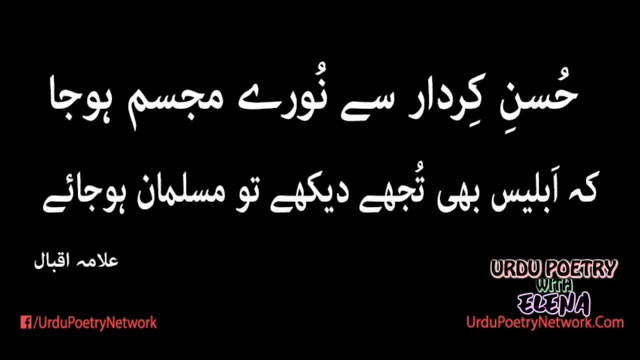 حُسنِ کِردار سے نُورے مجسم ہوجا
کہ اَبلیس بھی تُجھے دیکھے تو مسلمان ہوجائے
علامہ اقبال
URDU POETRY
WITH
ELENA
/UrduPoetryNetwork
UrduPoetryNetwork.Com